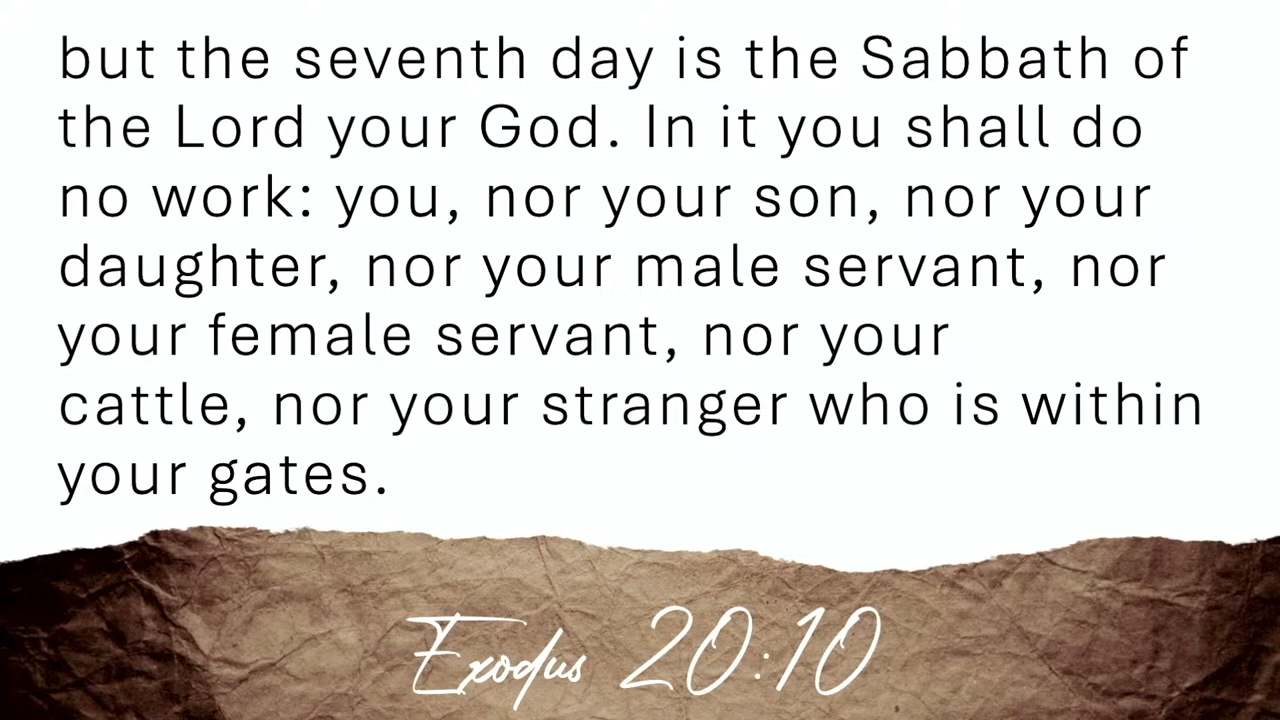 but the seventh day is the Sabbath of
the Lord your God. In it you shall do
no work: you, nor your son, nor your
daughter, nor your male servant, nor
your female servant, nor your
cattle, nor your stranger who is within
your gates.
Exodus 20:10